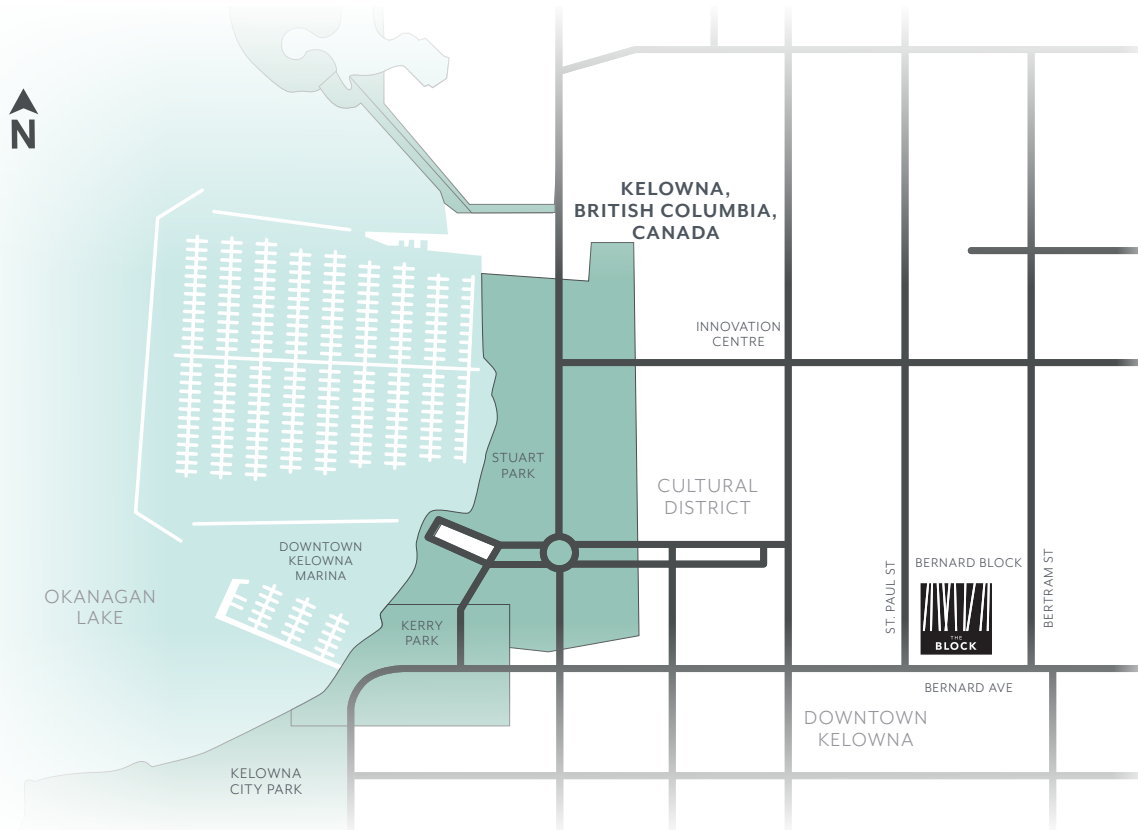 N
KELOWNA,
BRITISH COLUMBIA,
CANADA
INNOVATION
CENTRE
STUART
PARK
CULTURAL
DISTRICT
DOWNTOWN
KELOWNA
MARINA
OKANAGAN
LAKE
KERRY
PARK
ST. PAUL ST
BERNARD BLOCK
BERTRAM ST
THE
BLOCK
BERNARD AVE
DOWNTOWN
KELOWNA
KELOWNA
CITY PARK